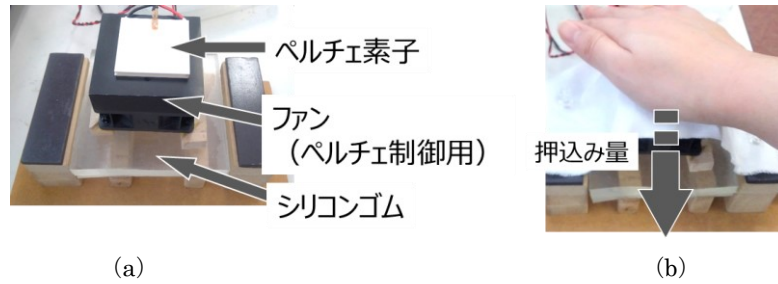 ペルチェ素子
ファン
（ペルチェ制御用）
シリコンゴム
押込み量
(a)
(b)